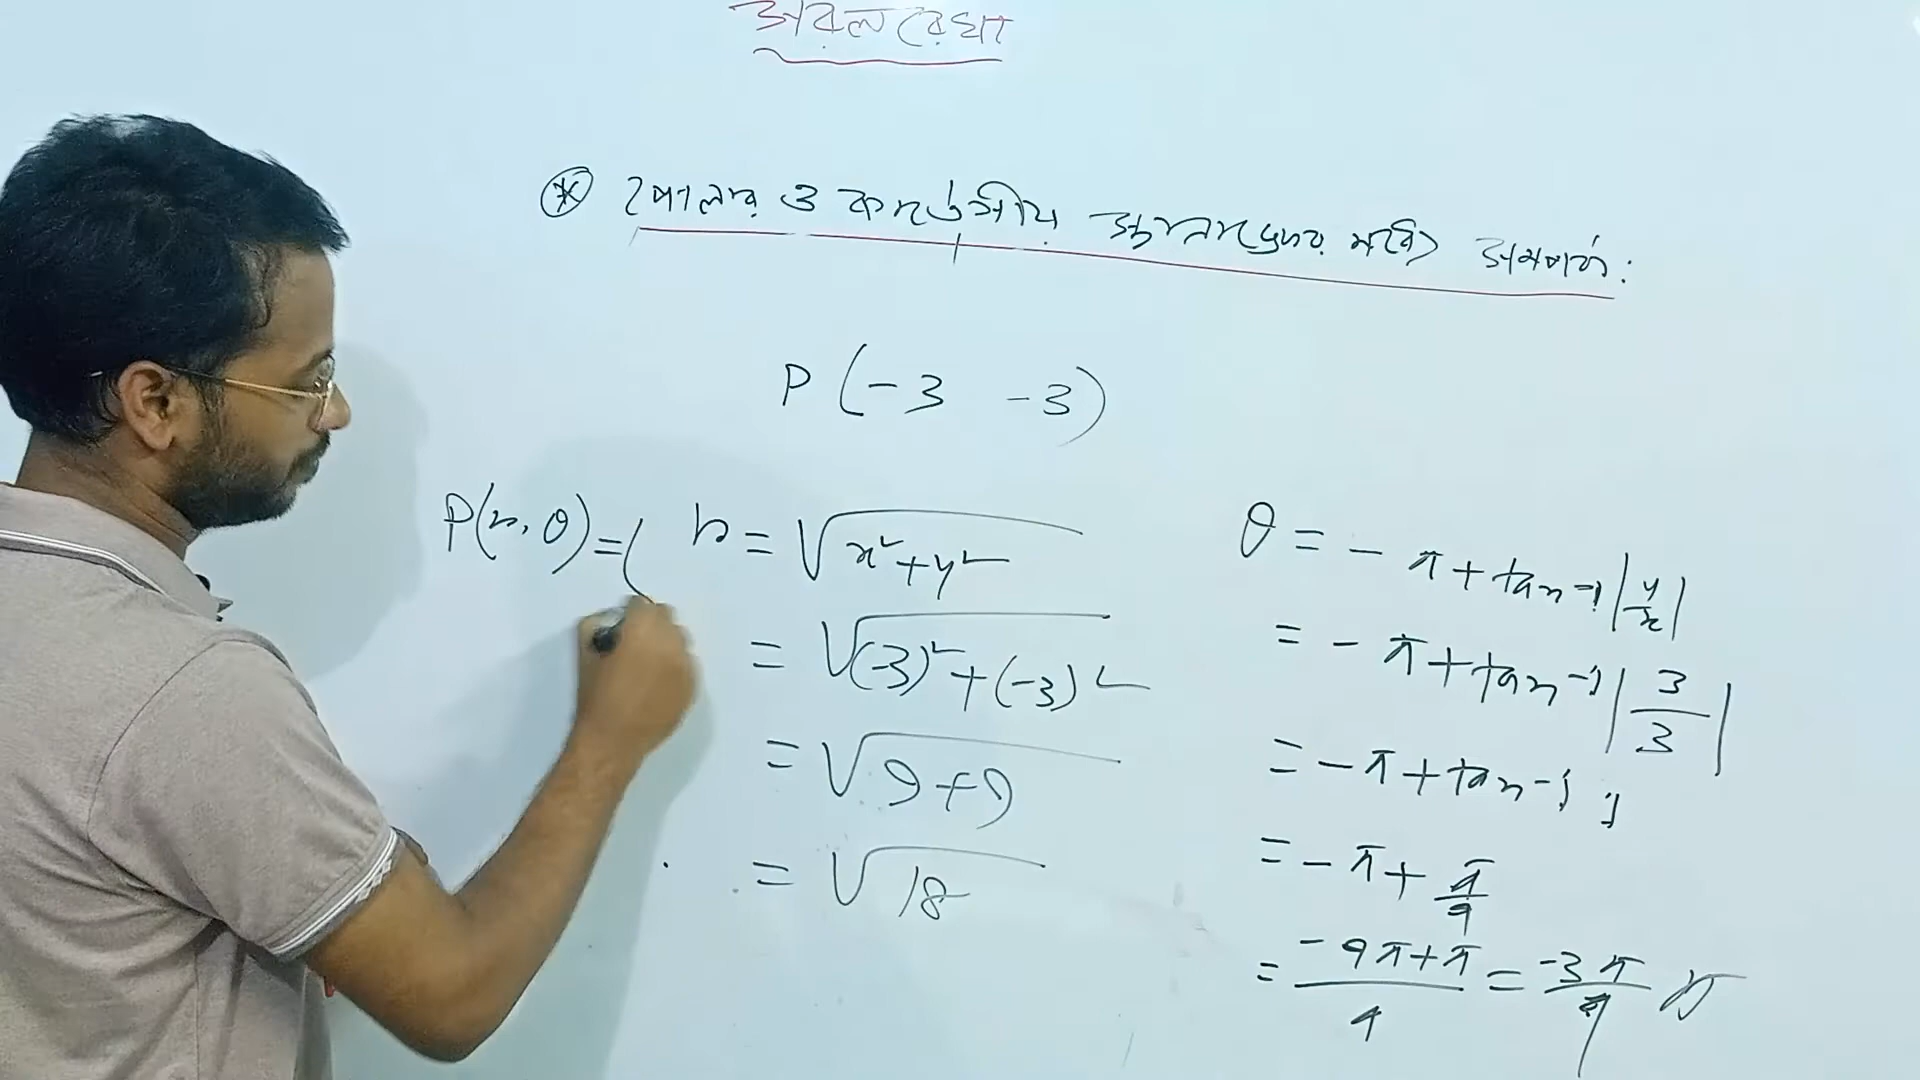 সরলরেখা
* পোলার ও কার্তেসীয় স্থানাঙ্কের মধ্যে সম্পর্ক:
P (-3 -3)
P(r, θ) = (
r = √(x²+y²)
= √((-3)²+(-3)²)
= √(9+9)
= √18
θ = -π + tan⁻¹|y/x|
= -π + tan⁻¹|3/3|
= -π + tan⁻¹ 1
= -π + π/4
= (-4π+π)/4 = -3π/4